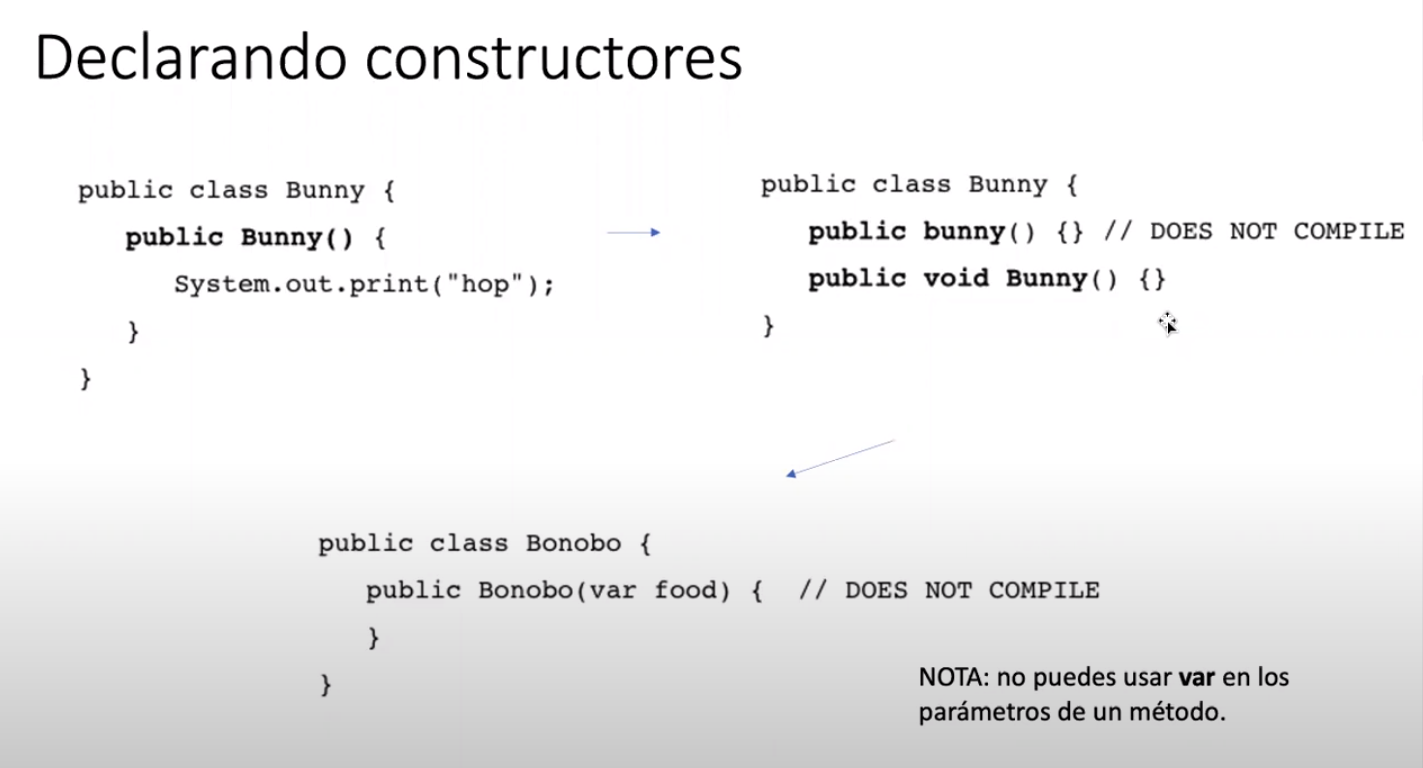 Declarando constructores
public class Bunny {
public Bunny() {
System.out.print("hop");
}
}
public class Bunny {
public bunny() {} // DOES NOT COMPILE
public void Bunny() {}
}
public class Bonobo {
public Bonobo(var food) { // DOES NOT COMPILE
}
}
NOTA: no puedes usar var en los
parámetros de un método.